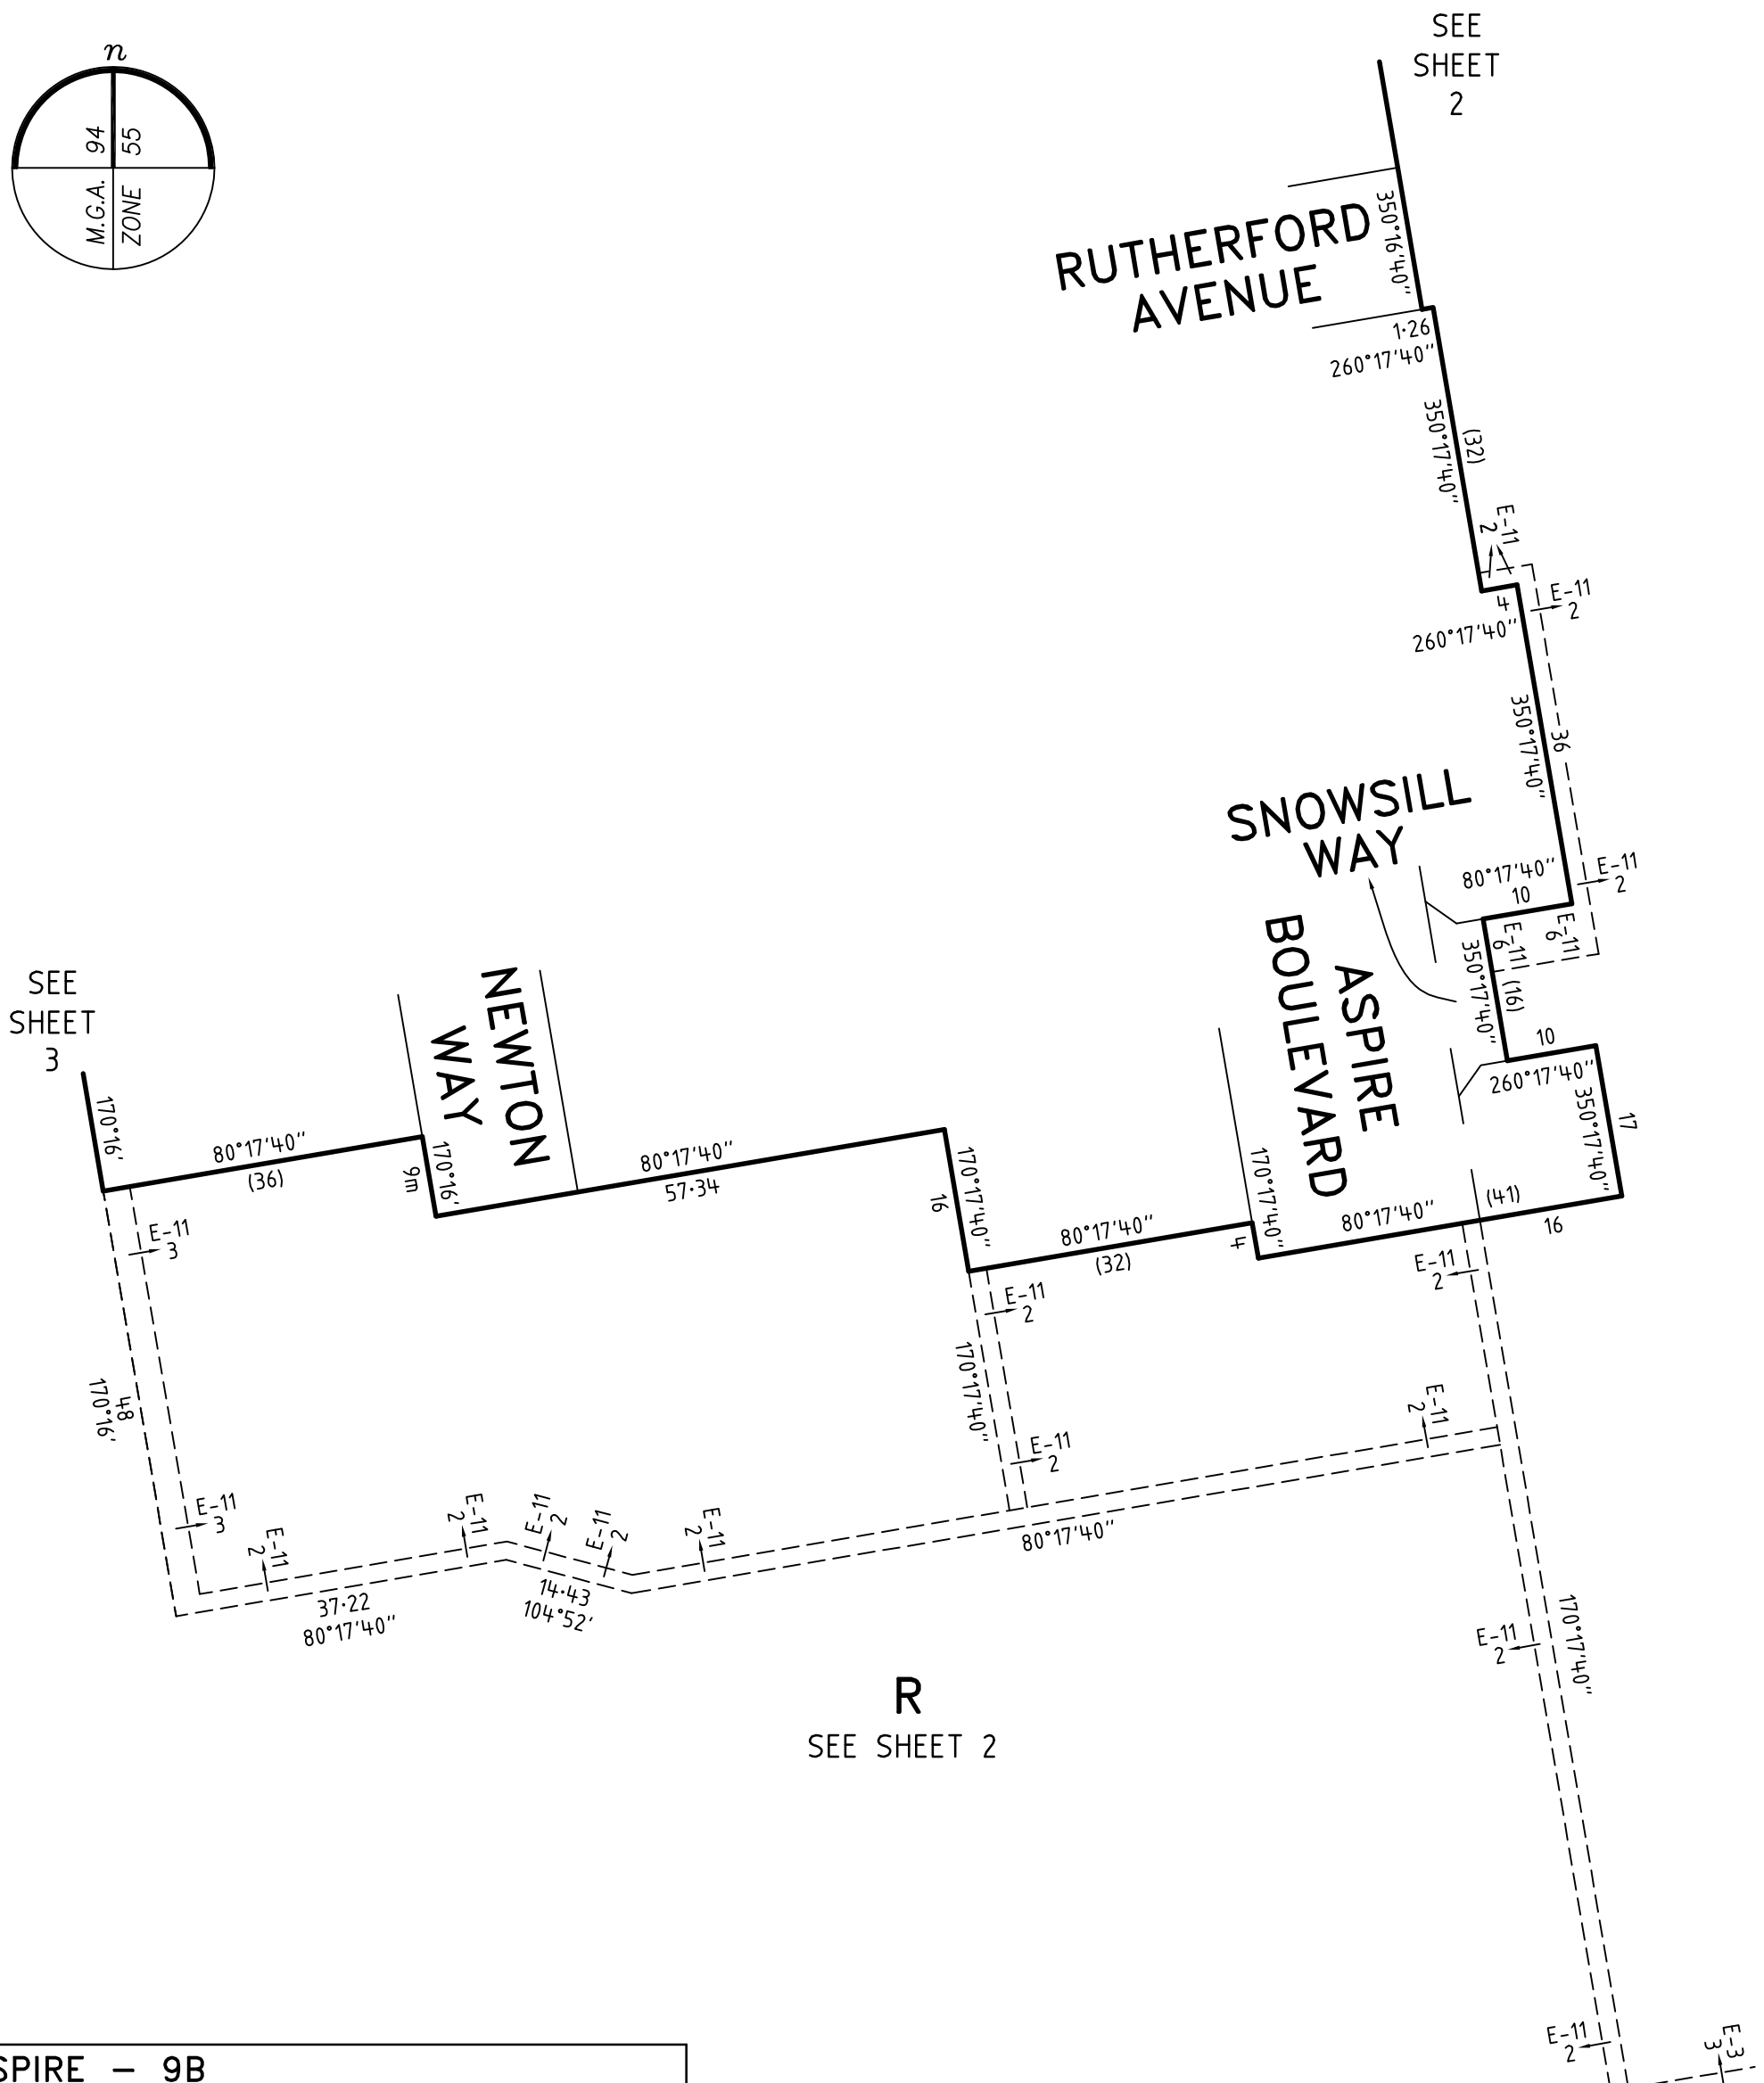 n
M.G.A. 94
ZONE 55
SEE
SHEET
2
RUTHERFORD
AVENUE
350°16'40"
1·26
260°17'40"
350°17'40"
(32)
E-11
2
E-11
2
4
260°17'40"
350°17'40"
36
SNOWSILL
WAY
80°17'40"
10
E-11
2
E-11
6
E-11
6
350°17'40"
(16)
10
260°17'40"
350°17'40"
17
ASPIRE
BOULEVARD
SEE
SHEET
3
NEWTON
WAY
170°16'
80°17'40"
(36)
170°16'
9m
80°17'40"
57·34
170°17'40"
16
80°17'40"
(32)
170°17'40"
4
80°17'40"
(41)
16
E-11
3
E-11
2
E-11
2
170°17'40"
48
170°16'
E-11
2
E-11
2
E-11
3
E-11
2
E-11
2
E-11
2
E-11
2
E-11
2
80°17'40"
14·43
104°52'
37·22
80°17'40"
170°17'40"
E-11
2
R
SEE SHEET 2
E-11
2
E-3
3
SPIRE - 9B